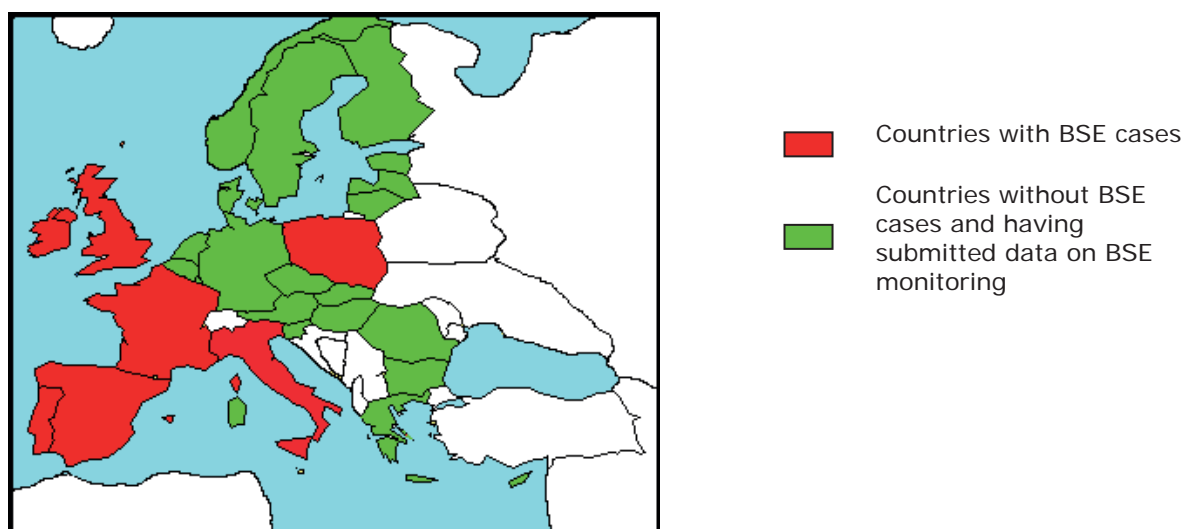 Countries with BSE cases
Countries without BSE
cases and having
submitted data on BSE
monitoring